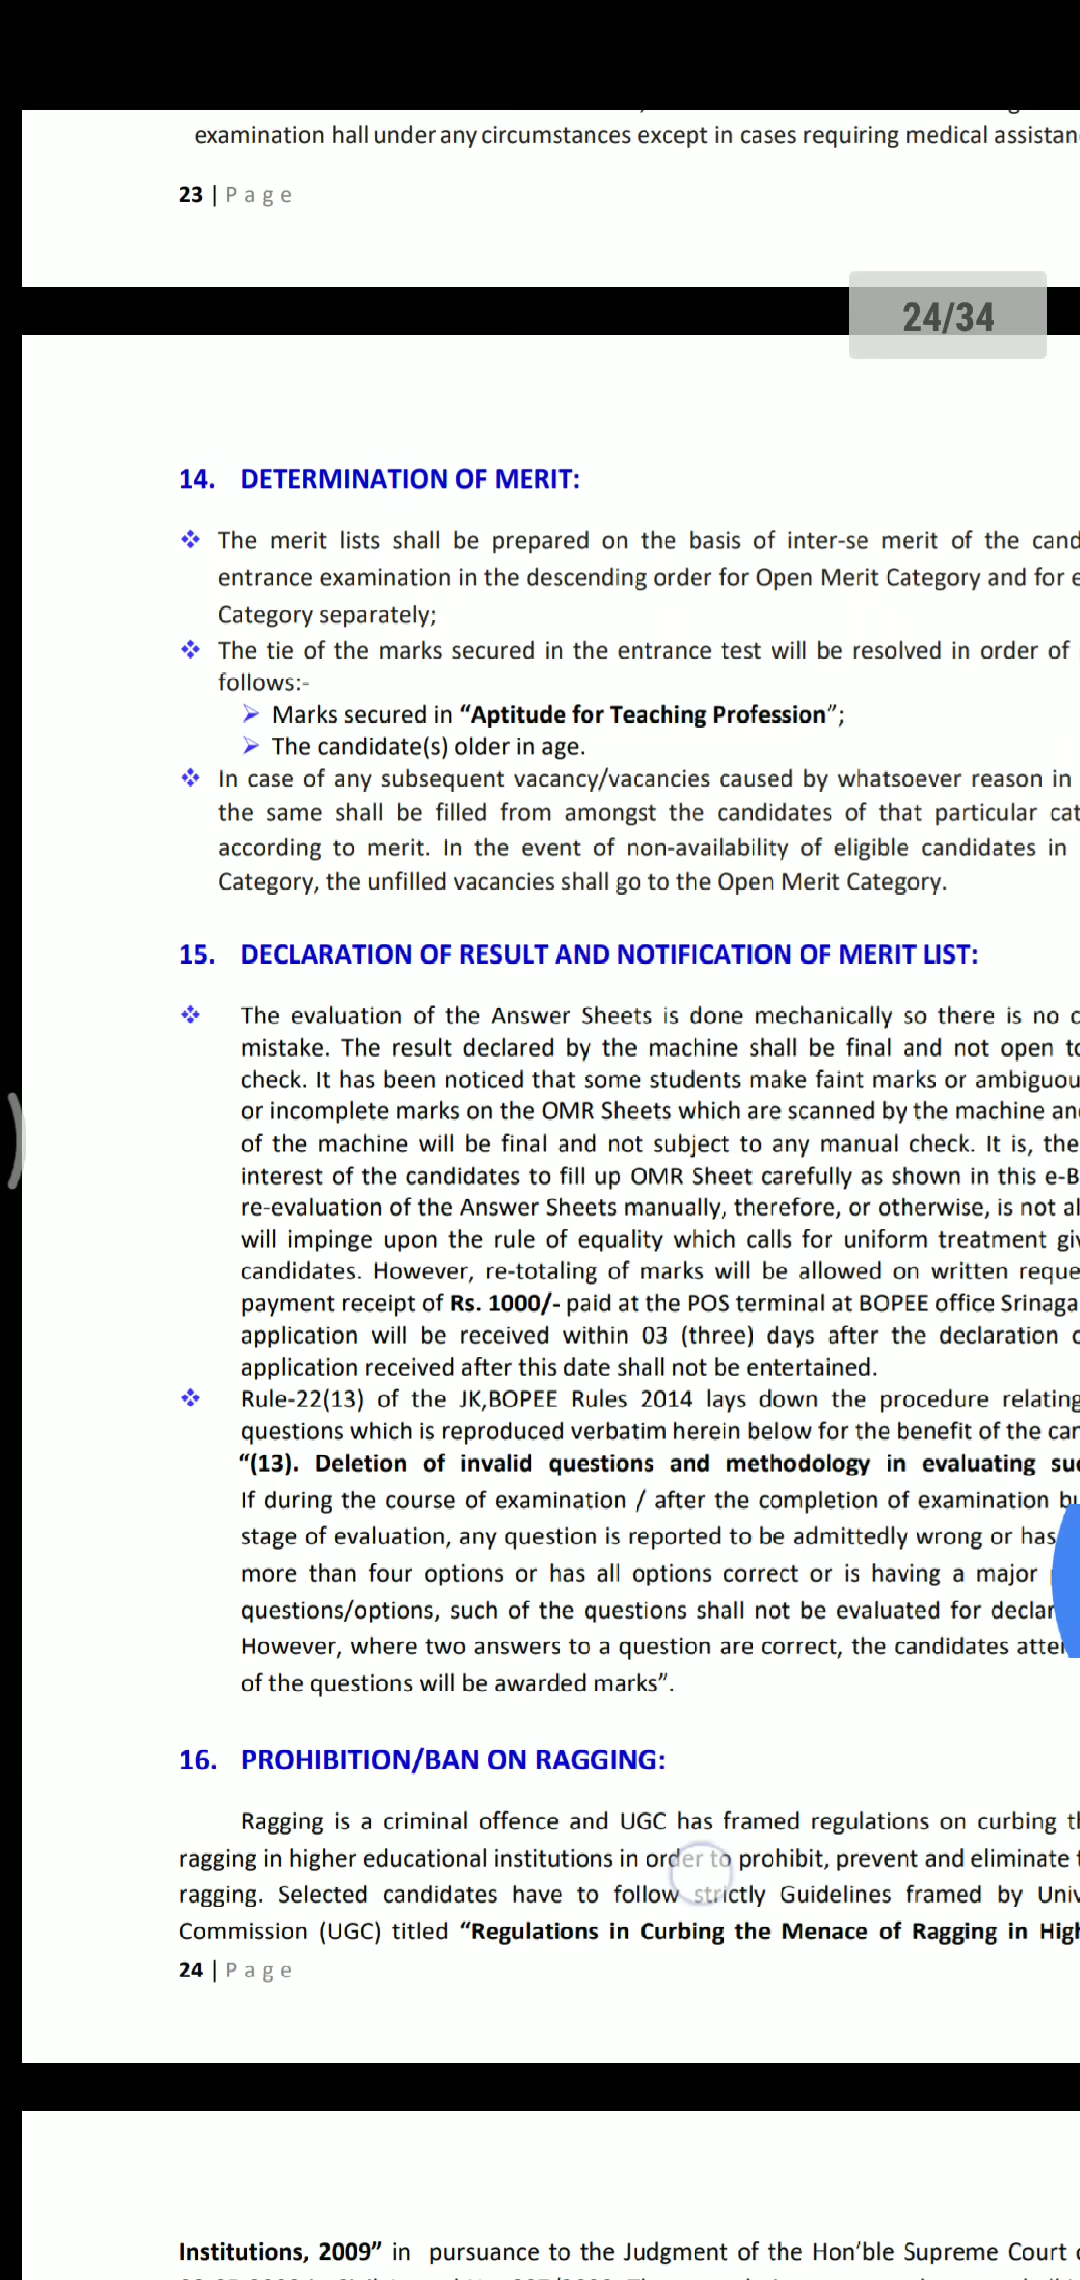 examination hall under any circumstances except in cases requiring medical
23 | Page
24/34
14. DETERMINATION OF MERIT:
❖ The merit lists shall be prepared on the basis of inter-se merit of the
entrance examination in the descending order for Open Merit Category and for
Category separately;
❖ The tie of the marks secured in the entrance test will be resolved in order of
follows:-
➢ Marks secured in “Aptitude for Teaching Profession”;
➢ The candidate(s) older in age.
❖ In case of any subsequent vacancy/vacancies caused by whatsoever reason in
the same shall be filled from amongst the candidates of that particular
according to merit. In the event of non-availability of eligible candidates in
Category, the unfilled vacancies shall go to the Open Merit Category.
15. DECLARATION OF RESULT AND NOTIFICATION OF MERIT LIST:
❖ The evaluation of the Answer Sheets is done mechanically so there is no
mistake. The result declared by the machine shall be final and not open
check. It has been noticed that some students make faint marks or
or incomplete marks on the OMR Sheets which are scanned by the machine
of the machine will be final and not subject to any manual check. It is,
interest of the candidates to fill up OMR Sheet carefully as shown in this
re-evaluation of the Answer Sheets manually, therefore, or otherwise, is not
will impinge upon the rule of equality which calls for uniform treatment
candidates. However, re-totaling of marks will be allowed on written
payment receipt of Rs. 1000/- paid at the POS terminal at BOPEE office
application will be received within 03 (three) days after the declaration
application received after this date shall not be entertained.
❖ Rule-22(13) of the JK,BOPEE Rules 2014 lays down the procedure relating
questions which is reproduced verbatim herein below for the benefit of the
“(13). Deletion of invalid questions and methodology in evaluating
If during the course of examination / after the completion of examination
stage of evaluation, any question is reported to be admittedly wrong or has
more than four options or has all options correct or is having a major
questions/options, such of the questions shall not be evaluated for
However, where two answers to a question are correct, the candidates
of the questions will be awarded marks”.
16. PROHIBITION/BAN ON RAGGING:
Ragging is a criminal offence and UGC has framed regulations on curbing
ragging in higher educational institutions in order to prohibit, prevent and eliminate
ragging. Selected candidates have to follow strictly Guidelines framed by
Commission (UGC) titled “Regulations in Curbing the Menace of Ragging in
24 | Page
Institutions, 2009” in pursuance to the Judgment of the Hon’ble Supreme Court